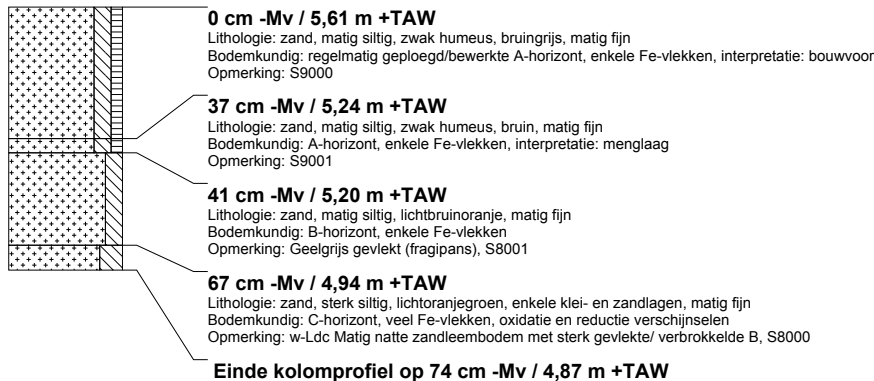 0 cm -Mv / 5,61 m +TAW
Lithologie: zand, matig siltig, zwak humeus, bruingrijs, matig fijn
Bodemkundig: regelmatig geploegd/bewerkte A-horizont, enkele Fe-vlekken, interpretatie: bouwvoor
Opmerking: S9000
37 cm -Mv / 5,24 m +TAW
Lithologie: zand, matig siltig, zwak humeus, bruin, matig fijn
Bodemkundig: A-horizont, enkele Fe-vlekken, interpretatie: menglaag
Opmerking: S9001
41 cm -Mv / 5,20 m +TAW
Lithologie: zand, matig siltig, lichtbruinoranje, matig fijn
Bodemkundig: B-horizont, enkele Fe-vlekken
Opmerking: Geelgrijs gevlekt (fragipans), S8001
67 cm -Mv / 4,94 m +TAW
Lithologie: zand, sterk siltig, lichtoranjegroen, enkele klei- en zandlagen, matig fijn
Bodemkundig: C-horizont, veel Fe-vlekken, oxidatie en reductie verschijnselen
Opmerking: w-Ldc Matig natte zandleembodem met sterk gevlekte/ verbrokkelde B, S8000
Einde kolomprofiel op 74 cm -Mv / 4,87 m +TAW